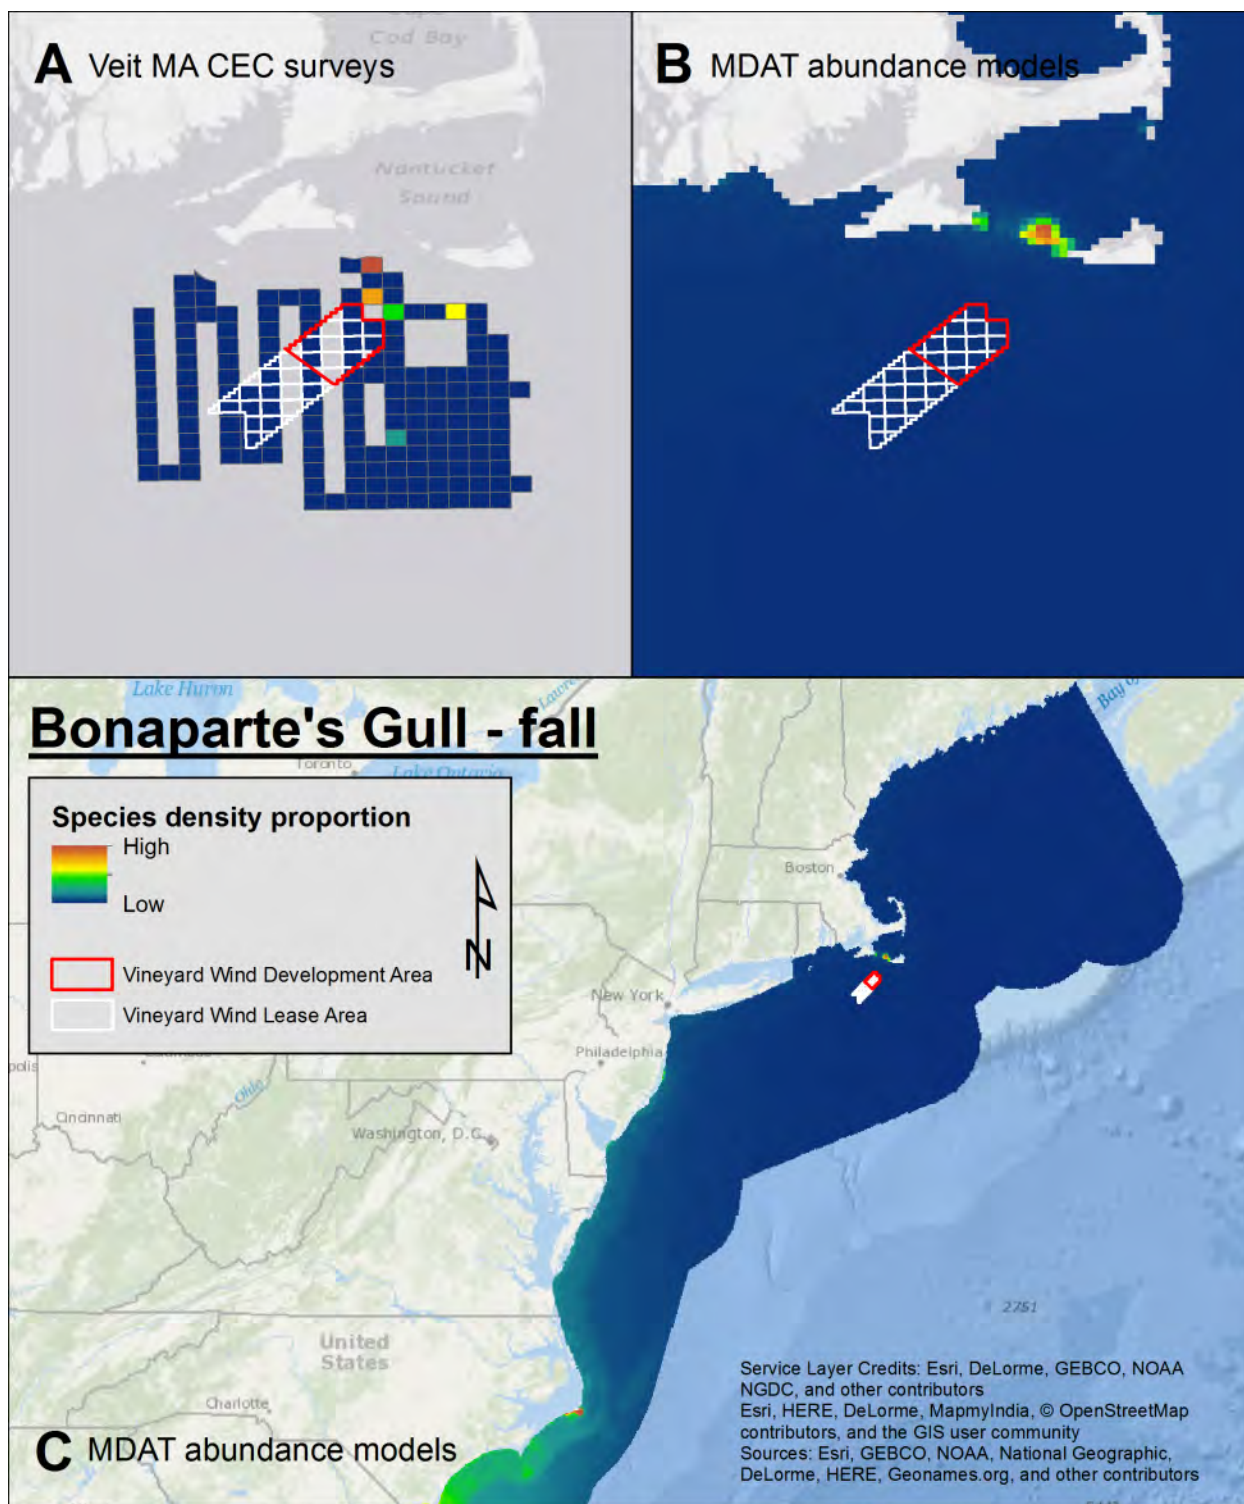 Cod Bay
A Veit MA CEC surveys
Nantucket
Sound
B MDAT abundance models
Lake Huron
Bay of
Bonaparte's Gull - fall
Toronto
Lake Ontario
Species density proportion
High
Low
N
Vineyard Wind Development Area
Vineyard Wind Lease Area
Boston
New York
Philadelphia
Ohio
Cincinnati
Washington, D.C.
2751
United
States
Charlotte
C MDAT abundance models
Service Layer Credits: Esri, DeLorme, GEBCO, NOAA
NGDC, and other contributors
Esri, HERE, DeLorme, MapmyIndia, © OpenStreetMap
contributors, and the GIS user community
Sources: Esri, GEBCO, NOAA, National Geographic,
DeLorme, HERE, Geonames.org, and other contributors